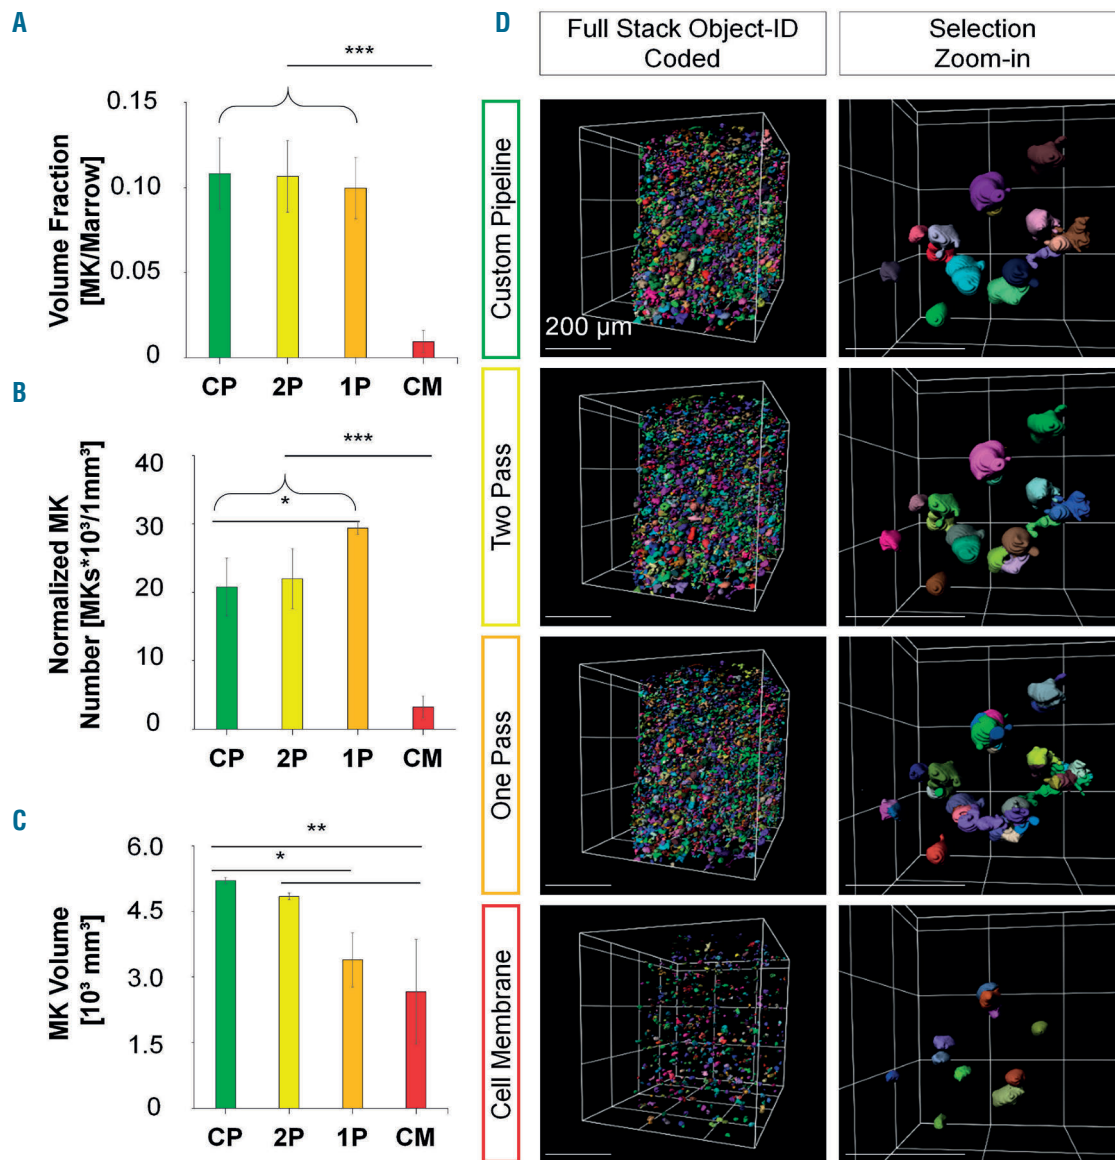 A
***
0.15
0.10
0.05
0
Volume Fraction
[MK/Marrow]
CP 2P 1P CM
B
***
*
40
30
20
10
0
Normalized MK
Number [MKs*10³/1mm³]
CP 2P 1P CM
C
**
*
6.0
4.5
3.0
1.5
0
MK Volume
[10³ mm³]
CP 2P 1P CM
D
Full Stack Object-ID
Coded
Selection
Zoom-in
Custom Pipeline
200 µm
Two Pass
One Pass
Cell Membrane